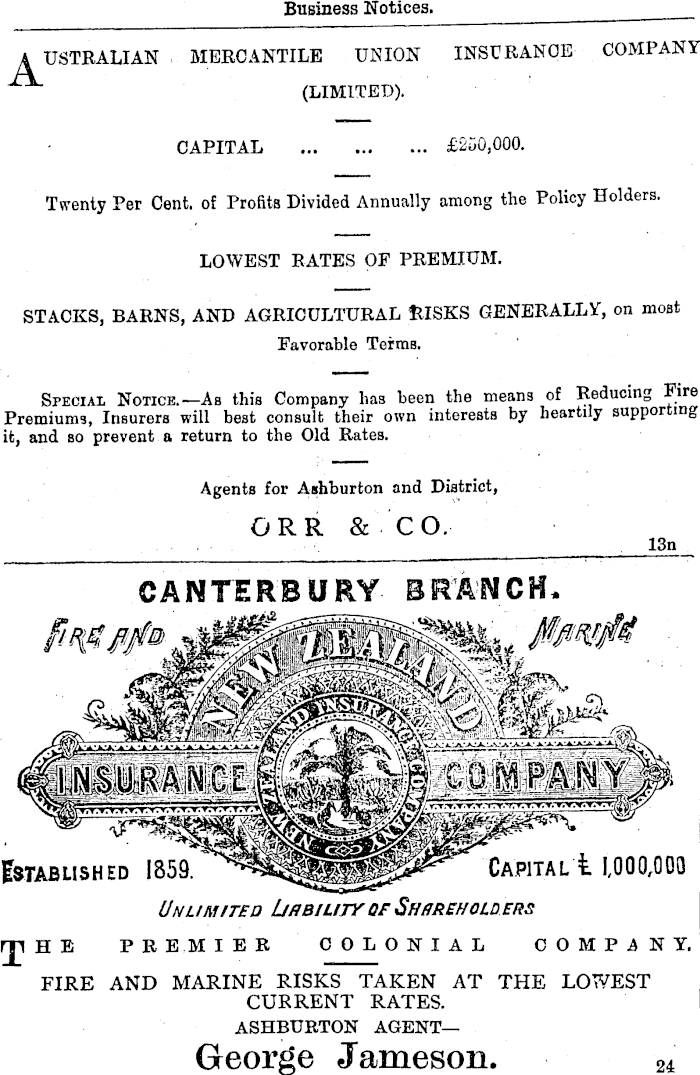 Business Notices.
AUSTRALIAN MERCANTILE UNION INSURANCE COMPANY
(LIMITED).
CAPITAL ... ... ... £250,000.
Twenty Per Cent. of Profits Divided Annually among the Policy Holders.
LOWEST RATES OF PREMIUM.
STACKS, BARNS, AND AGRICULTURAL RISKS GENERALLY, on most
Favorable Terms.
SPECIAL NOTICE.—As this Company has been the means of Reducing Fire
Premiums, Insurers will best consult their own interests by heartily supporting
it, and so prevent a return to the Old Rates.
Agents for Ashburton and District,
ORR & CO.
13n
CANTERBURY BRANCH.
FIRE AND MARINE
NEW ZEALAND
NEW ZEALAND INSURANCE COMPANY
INSURANCE COMPANY
ESTABLISHED 1859. CAPITAL £ 1,000,000
UNLIMITED LIABILITY OF SHAREHOLDERS
THE PREMIER COLONIAL COMPANY.
FIRE AND MARINE RISKS TAKEN AT THE LOWEST
CURRENT RATES.
ASHBURTON AGENT—
George Jameson.
24